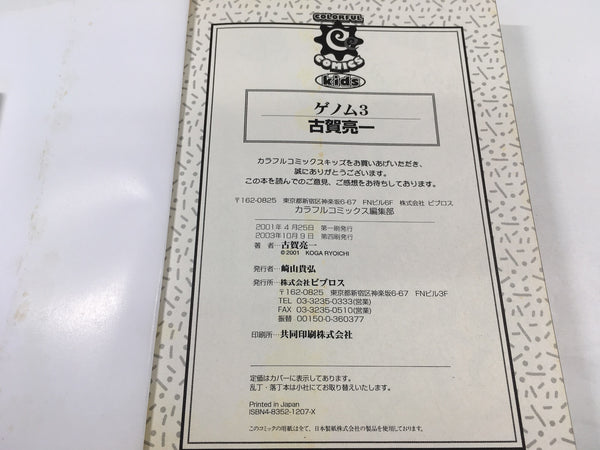 COLORFUL
COMICS
kids
ゲノム3
古賀亮一
カラフルコミックスキッズをお買いあげいただき、
誠にありがとうございます。
この本を読んでのご意見、ご感想をお待ちしております。
〒162-0825 東京都新宿区神楽坂6-67 FNビル6F 株式会社 ビブロス
カラフルコミックス編集部
2001年4月25日 第一刷発行
2003年10月9日 第四刷発行
著者…古賀亮一
©2001 KOGA RYOICHI
発行者…崎山貴弘
発行所…株式会社ビブロス
〒162-0825 東京都新宿区神楽坂6-67 FNビル3F
TEL 03-3235-0333(営業)
FAX 03-3235-0510(営業)
振替 00150-0-360377
印刷所…共同印刷株式会社
定価はカバーに表示してあります。
乱丁・落丁本は小社にてお取り替えいたします。
Printed in Japan
ISBN4-8352-1207-X
このコミックの用紙は全て、日本製紙株式会社の製品を使用しております。